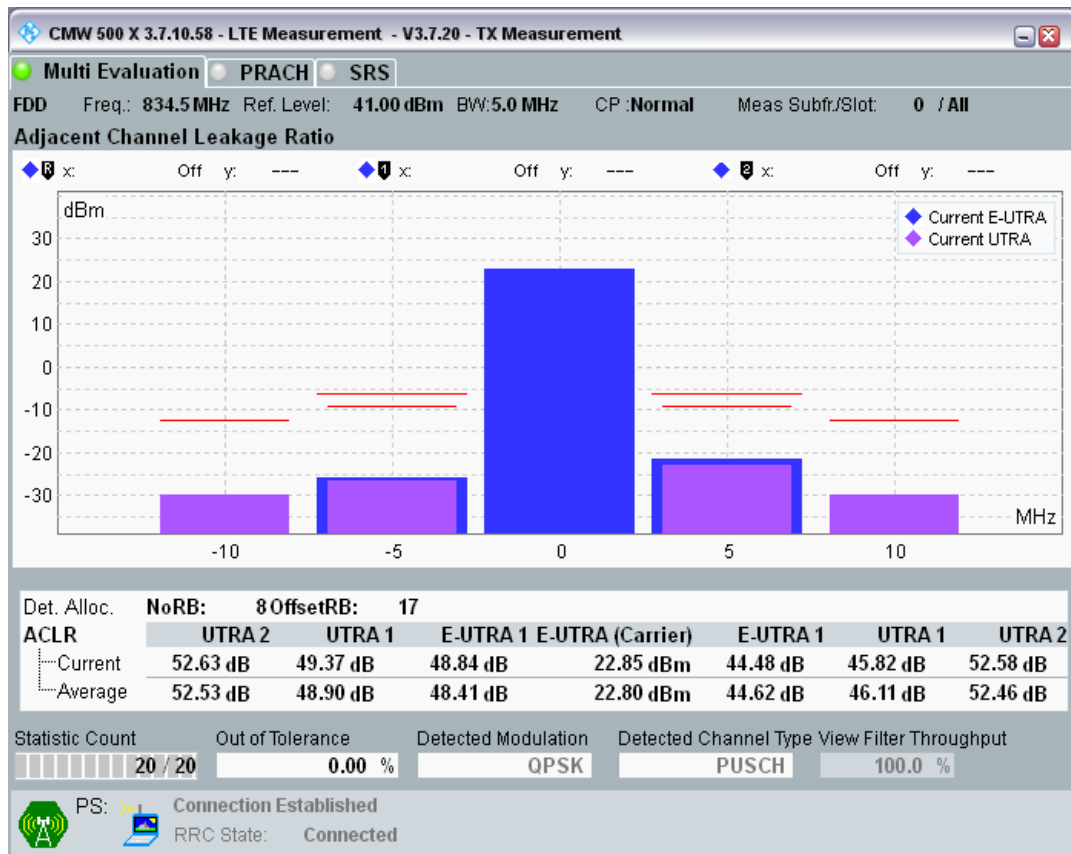 CMW 500 X 3.7.10.58 - LTE Measurement - V3.7.20 - TX Measurement
Multi Evaluation PRACH SRS
FDD Freq.: 834.5 MHz Ref. Level: 41.00 dBm BW:5.0 MHz CP :Normal Meas Subfr./Slot: 0 / All
Adjacent Channel Leakage Ratio
R x: Off y: --- 1 x: Off y: --- 2 x: Off y: ---
dBm
Current E-UTRA
Current UTRA
30
20
10
0
-10
-20
-30
MHz
-10 -5 0 5 10
Det. Alloc. NoRB: 8 OffsetRB: 17
ACLR UTRA 2 UTRA 1 E-UTRA 1 E-UTRA (Carrier) E-UTRA 1 UTRA 1 UTRA 2
Current 52.63 dB 49.37 dB 48.84 dB 22.85 dBm 44.48 dB 45.82 dB 52.58 dB
Average 52.53 dB 48.90 dB 48.41 dB 22.80 dBm 44.62 dB 46.11 dB 52.46 dB
Statistic Count Out of Tolerance Detected Modulation Detected Channel Type View Filter Throughput
20 / 20 0.00 % QPSK PUSCH 100.0 %
PS: Connection Established
RRC State: Connected